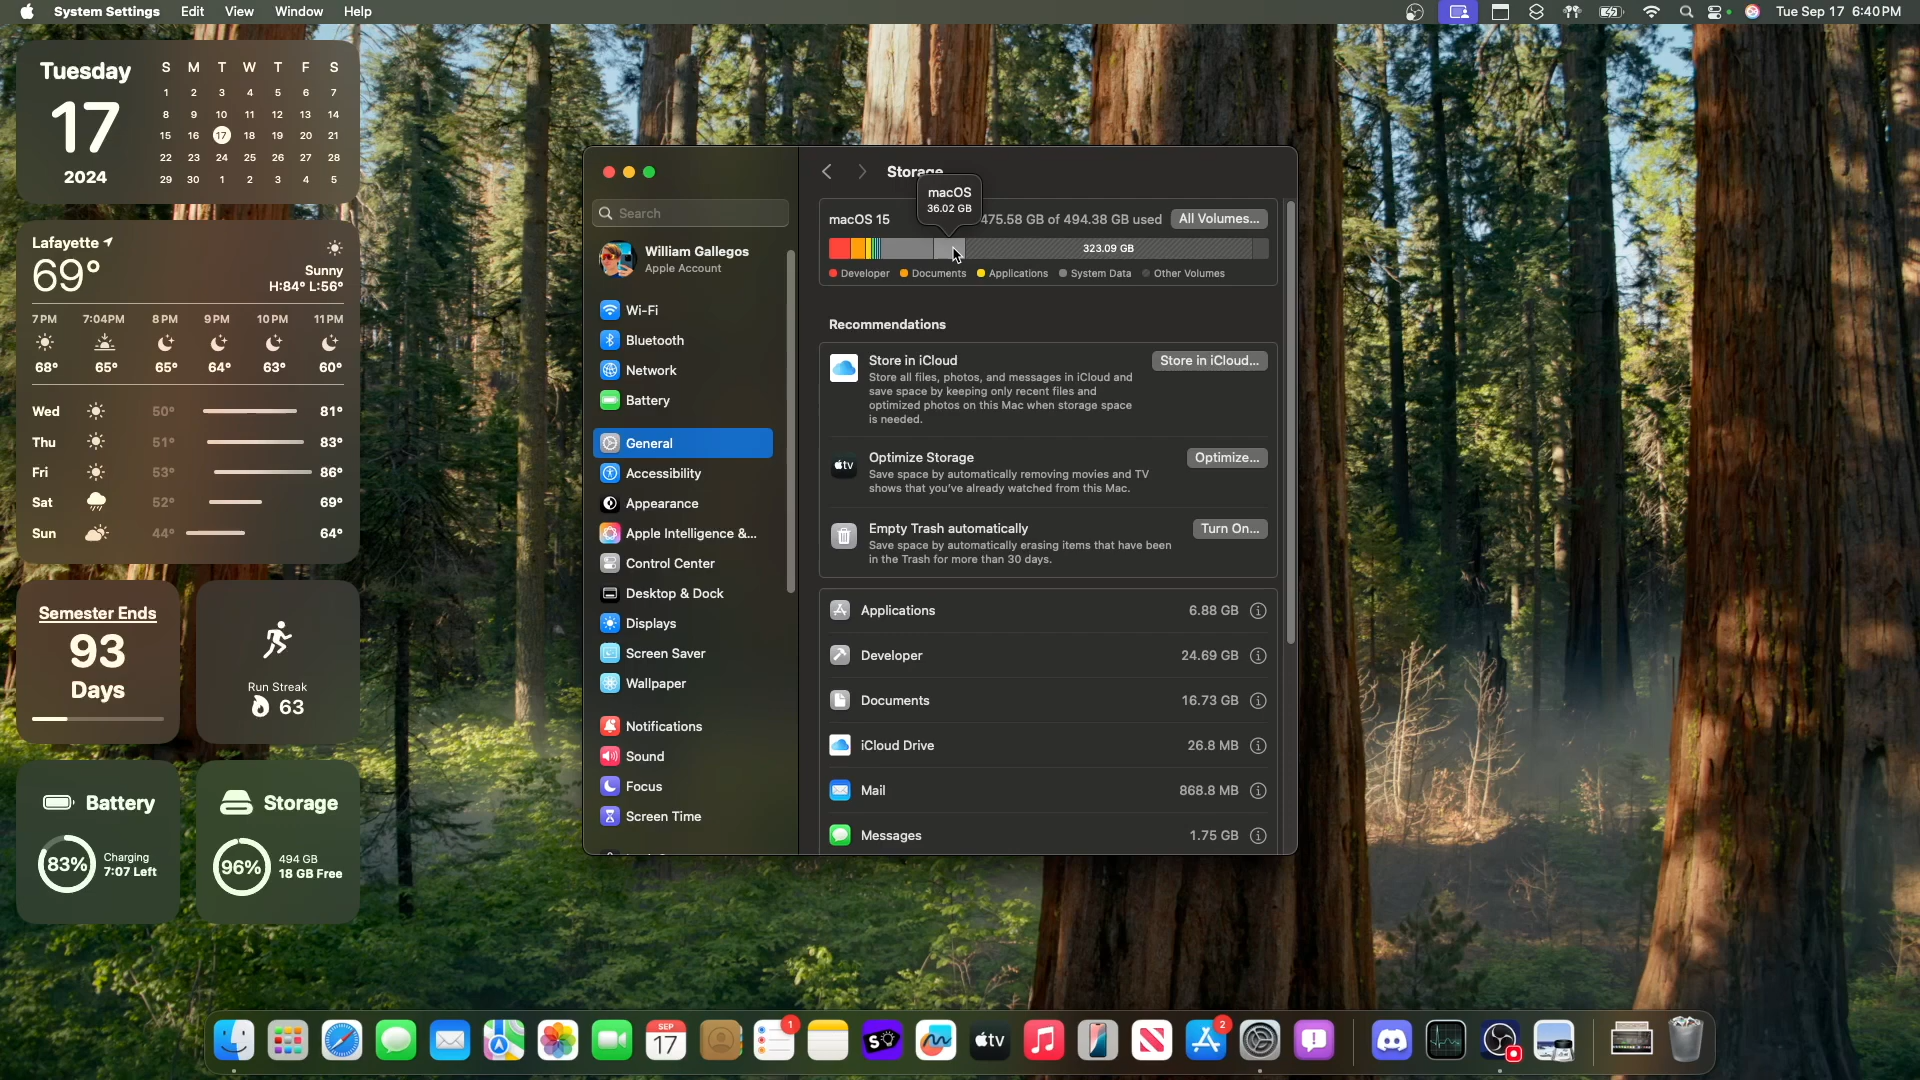 System Settings Edit View Window Help
Tue Sep 17 6:40 PM
Tuesday
17
2024
S M T W T F S
1 2 3 4 5 6 7
8 9 10 11 12 13 14
15 16 17 18 19 20 21
22 23 24 25 26 27 28
29 30 1 2 3 4 5
Lafayette
69°
Sunny
H:84° L:56°
7 PM 7:04PM 8 PM 9 PM 10 PM 11 PM
68° 65° 65° 64° 63° 60°
Wed 50° 81°
Thu 51° 83°
Fri 53° 86°
Sat 52° 69°
Sun 44° 64°
Semester Ends
93
Days
Run Streak
63
Battery
83%
Charging
7:07 Left
Storage
96%
494 GB
18 GB Free
Search
William Gallegos
Apple Account
Wi-Fi
Bluetooth
Network
Battery
General
Accessibility
Appearance
Apple Intelligence &...
Control Center
Desktop & Dock
Displays
Screen Saver
Wallpaper
Notifications
Sound
Focus
Screen Time
Storage
macOS
36.02 GB
macOS 15
475.58 GB of 494.38 GB used
All Volumes...
323.09 GB
Developer Documents Applications System Data Other Volumes
Recommendations
Store in iCloud
Store in iCloud...
Store all files, photos, and messages in iCloud and
save space by keeping only recent files and
optimized photos on this Mac when storage space
is needed.
tv
Optimize Storage
Optimize...
Save space by automatically removing movies and TV
shows that you've already watched from this Mac.
Empty Trash automatically
Turn On...
Save space by automatically erasing items that have been
in the Trash for more than 30 days.
Applications 6.88 GB
Developer 24.69 GB
Documents 16.73 GB
iCloud Drive 26.8 MB
Mail 868.8 MB
Messages 1.75 GB
SEP
17
1
tv
2